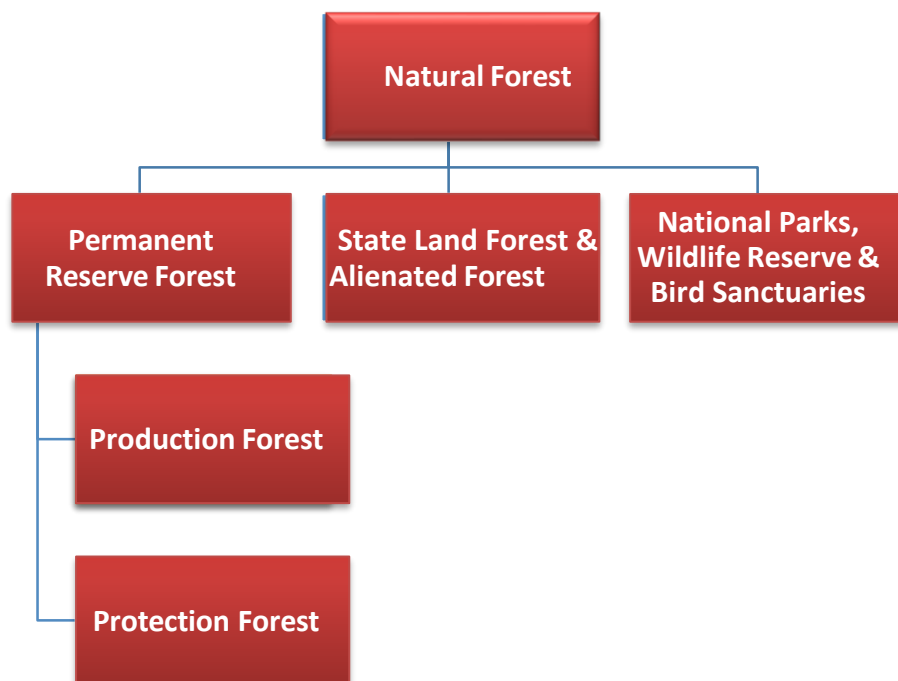 Natural Forest
Permanent
Reserve Forest
State Land Forest &
Alienated Forest
National Parks,
Wildlife Reserve &
Bird Sanctuaries
Production Forest
Protection Forest